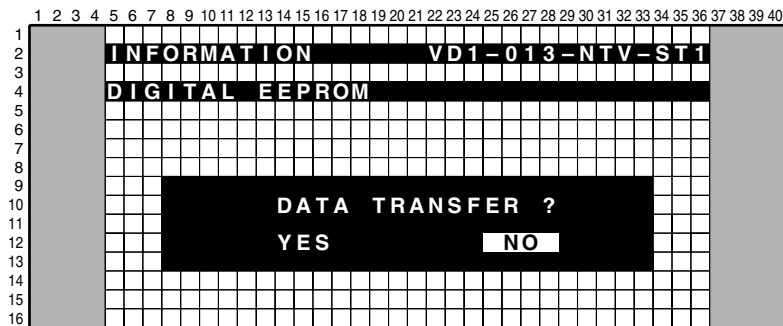 1 2 3 4 5 6 7 8 9 10 11 12 13 14 15 16 17 18 19 20 21 22 23 24 25 26 27 28 29 30 31 32 33 34 35 36 37 38 39 40
1
2 INFORMATION VD1-013-NTV-ST1
3
4 DIGITAL EEPROM
5
6
7
8
9
10 DATA TRANSFER ?
11
12 YES NO
13
14
15
16